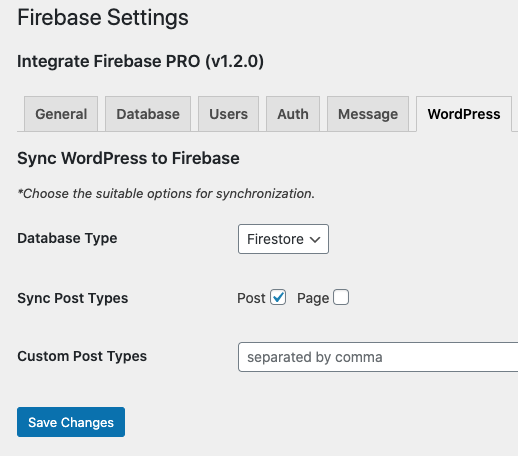 Firebase Settings
Integrate Firebase PRO (v1.2.0)
General Database Users Auth Message WordPress
Sync WordPress to Firebase
*Choose the suitable options for synchronization.
Database Type Firestore
Sync Post Types Post Page
Custom Post Types separated by comma
Save Changes